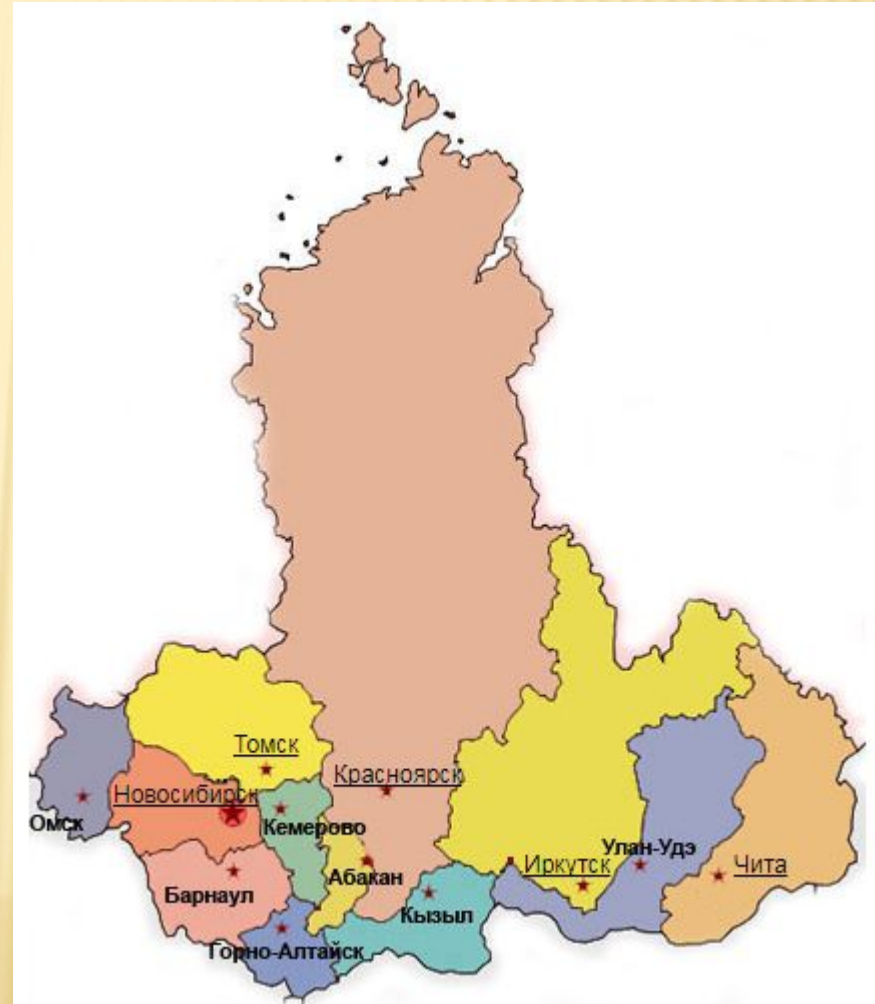 Томск
Красноярск
Новосибирск
Омск
Кемерово
Улан-Удэ
Иркутск
Чита
Абакан
Барнаул
Кызыл
Горно-Алтайск